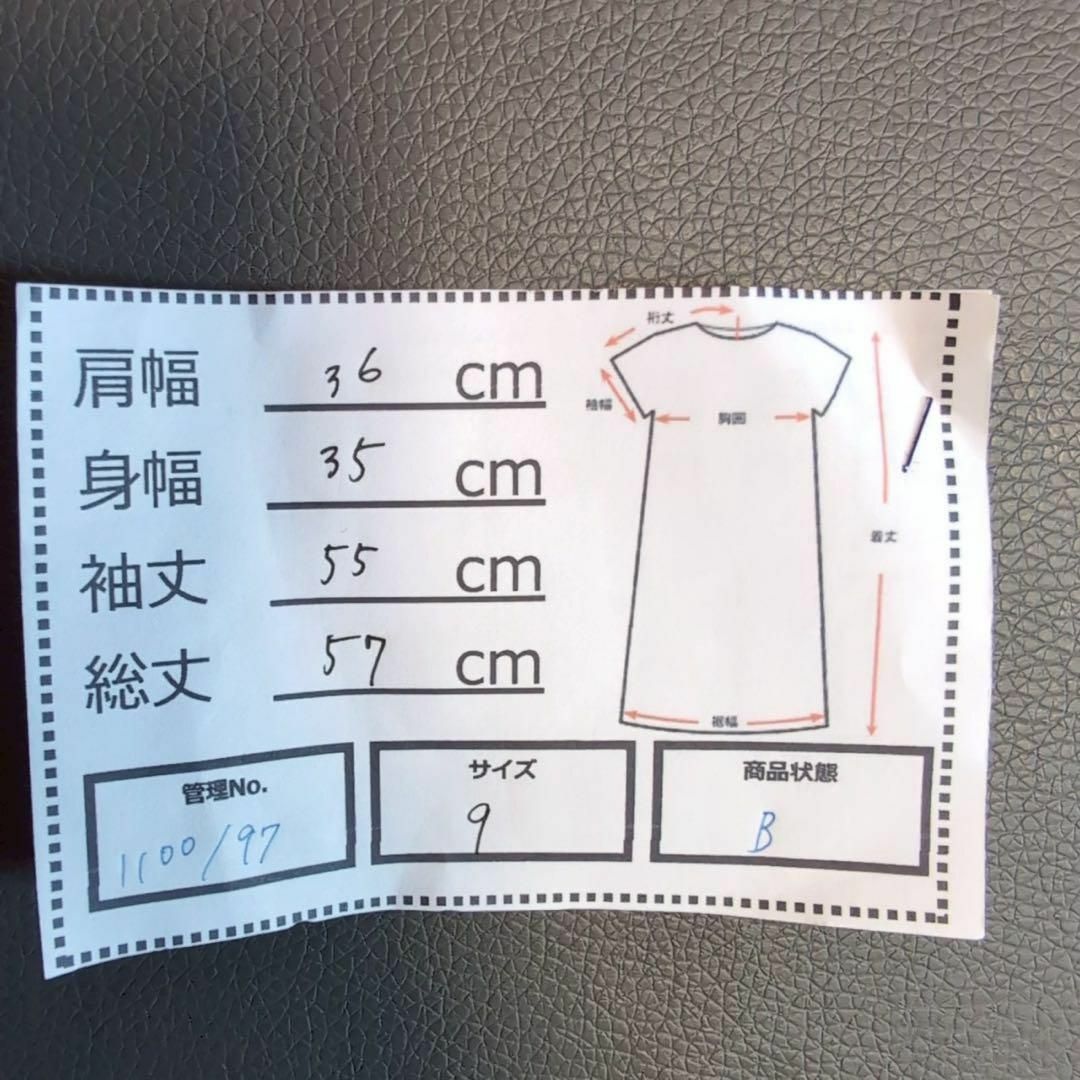 肩幅 36 cm
身幅 35 cm
袖丈 55 cm
総丈 57 cm
裄丈
袖幅
胸囲
着丈
裾幅
管理No.
1100/97
サイズ
9
商品状態
B